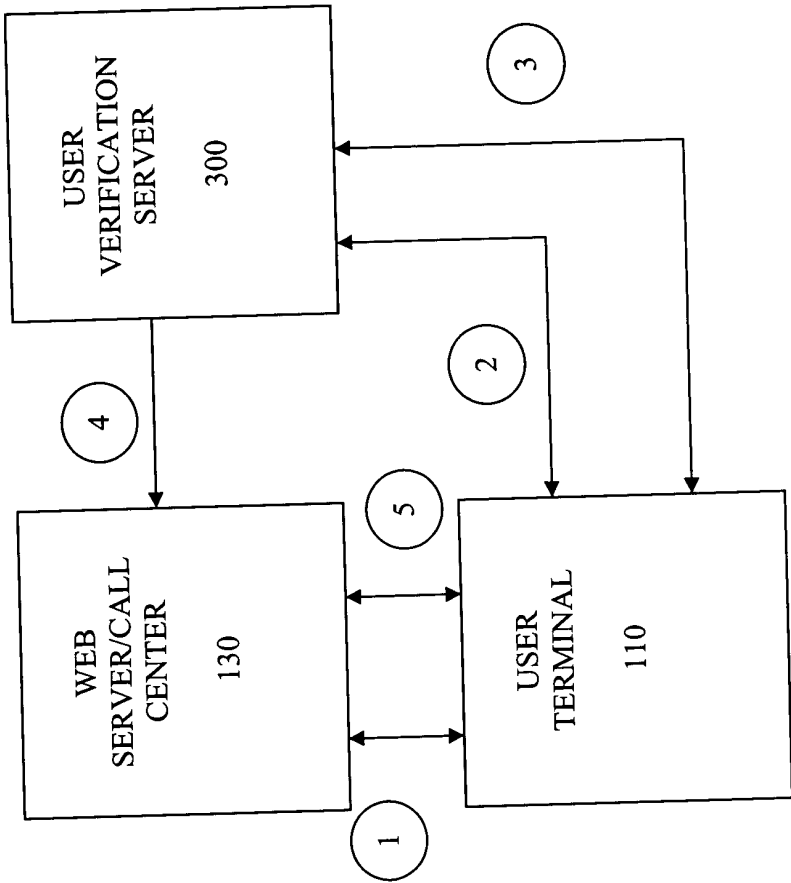 WEB
SERVER/CALL
CENTER
130
4
USER
VERIFICATION
SERVER
300
1
5
2
3
USER
TERMINAL
110